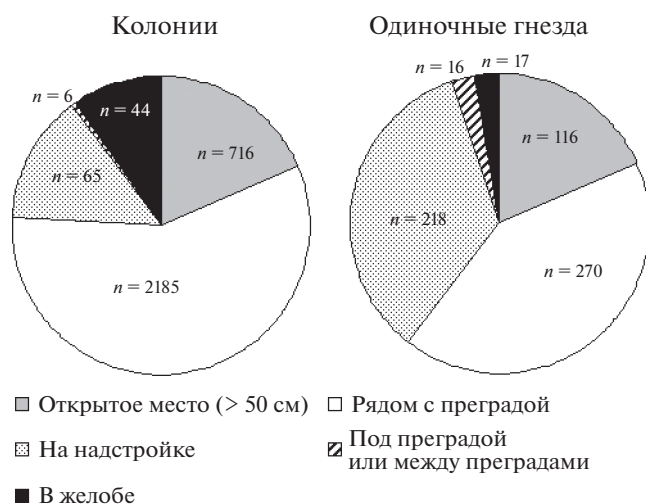 Колонии
Одиночные гнезда
n = 6
n = 44
n = 716
n = 65
n = 2185
n = 16
n = 17
n = 116
n = 218
n = 270
Открытое место (> 50 см)
Рядом с преградой
На надстройке
Под преградой
или между преградами
В желобе